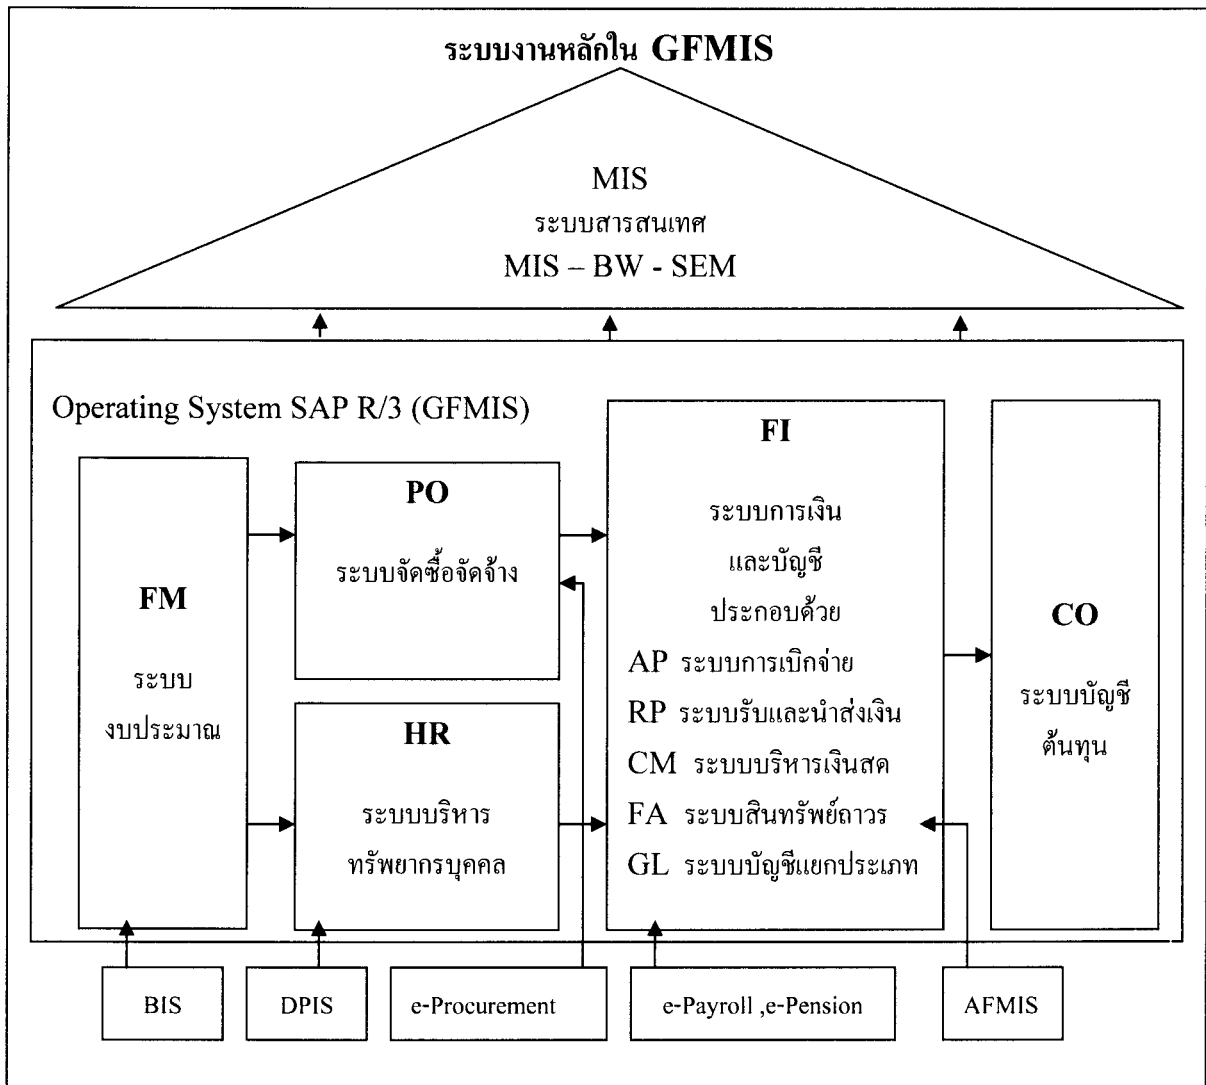 ระบบงานหลักใน GFMIS
MIS
ระบบสารสนเทศ
MIS – BW - SEM
Operating System SAP R/3 (GFMIS)
FM
ระบบ
งบประมาณ
PO
ระบบจัดซื้อจัดจ้าง
HR
ระบบบริหาร
ทรัพยากรบุคคล
FI
ระบบการเงิน
และบัญชี
ประกอบด้วย
AP ระบบการเบิกจ่าย
RP ระบบรับและนำส่งเงิน
CM ระบบบริหารเงินสด
FA ระบบสินทรัพย์ถาวร
GL ระบบบัญชีแยกประเภท
CO
ระบบบัญชี
ต้นทุน
BIS
DPIS
e-Procurement
e-Payroll ,e-Pension
AFMIS